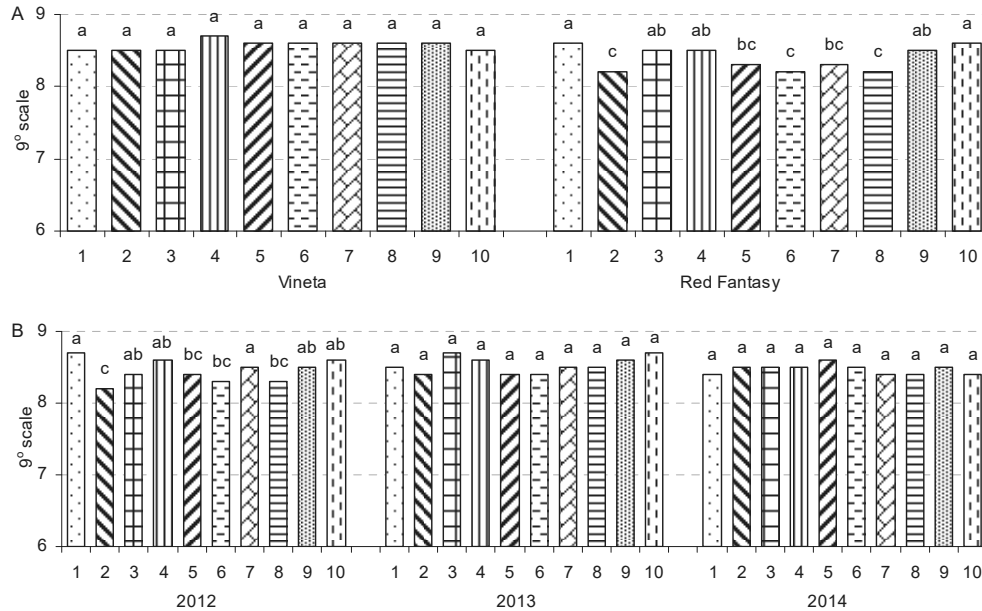 A
9
8
7
6
9° scale
a a a a a a a a a a
a c ab ab bc c bc c ab a
1 2 3 4 5 6 7 8 9 10
1 2 3 4 5 6 7 8 9 10
Vineta
Red Fantasy
B
9
8
7
6
9° scale
a c ab ab bc bc a bc ab ab
a a a a a a a a a a
a a a a a a a a a a
1 2 3 4 5 6 7 8 9 10
1 2 3 4 5 6 7 8 9 10
1 2 3 4 5 6 7 8 9 10
2012
2013
2014